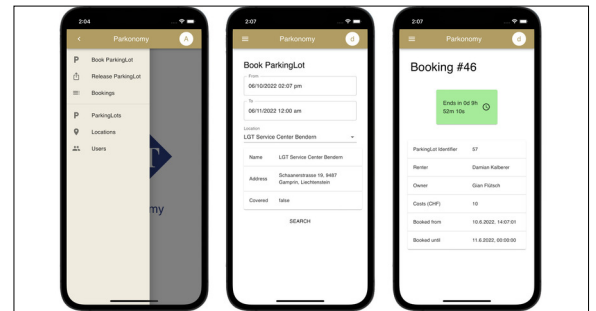 2:04
Parkonomy
A
P Book ParkingLot
Release ParkingLot
Bookings
P ParkingLots
Locations
Users
my
2:07
Parkonomy
d
Book ParkingLot
From
06/10/2022 02:07 pm
To
06/11/2022 12:00 am
Location
LGT Service Center Bendern
Name LGT Service Center Bendern
Address Schaanerstrasse 19, 9487
Gamprin, Liechtenstein
Covered false
SEARCH
2:07
Parkonomy
d
Booking #46
Ends in 0d 9h
52m 10s
ParkingLot Identifier 57
Renter Damian Kalberer
Owner Gian Flütsch
Costs (CHF) 10
Booked from 10.6.2022, 14:07:01
Booked until 11.6.2022, 00:00:00